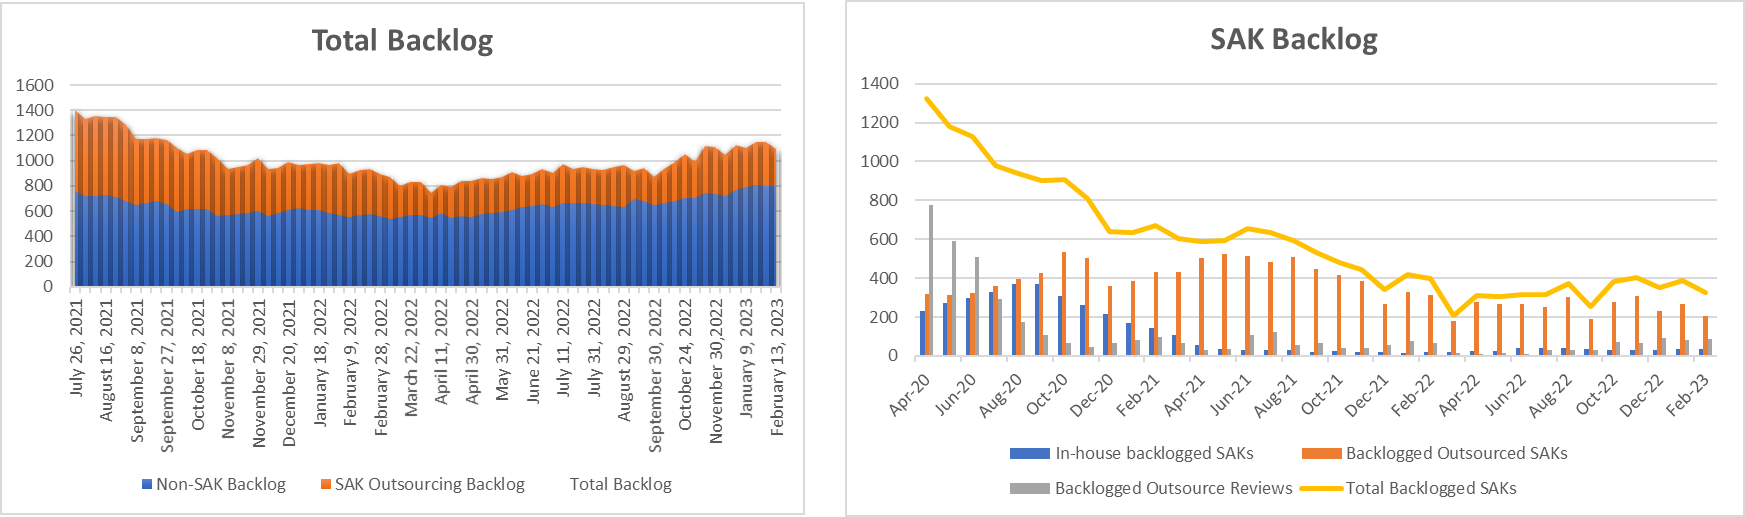 Total Backlog
1600
1400
1200
1000
800
600
400
200
0
July 26, 2021
August 16, 2021
September 8, 2021
September 27, 2021
October 18, 2021
November 8, 2021
November 29, 2021
December 20, 2021
January 18, 2022
February 9, 2022
February 28, 2022
March 22, 2022
April 11, 2022
April 30, 2022
May 31, 2022
June 21, 2022
July 11, 2022
July 31, 2022
August 29, 2022
September 30, 2022
October 24, 2022
November 30,2022
January 9, 2023
February 13, 2023
Non-SAK Backlog SAK Outsourcing Backlog Total Backlog
SAK Backlog
1400
1200
1000
800
600
400
200
0
Apr-20
Jun-20
Aug-20
Oct-20
Dec-20
Feb-21
Apr-21
Jun-21
Aug-21
Oct-21
Dec-21
Feb-22
Apr-22
Jun-22
Aug-22
Oct-22
Dec-22
Feb-23
In-house backlogged SAKs Backlogged Outsourced SAKs
Backlogged Outsource Reviews Total Backlogged SAKs